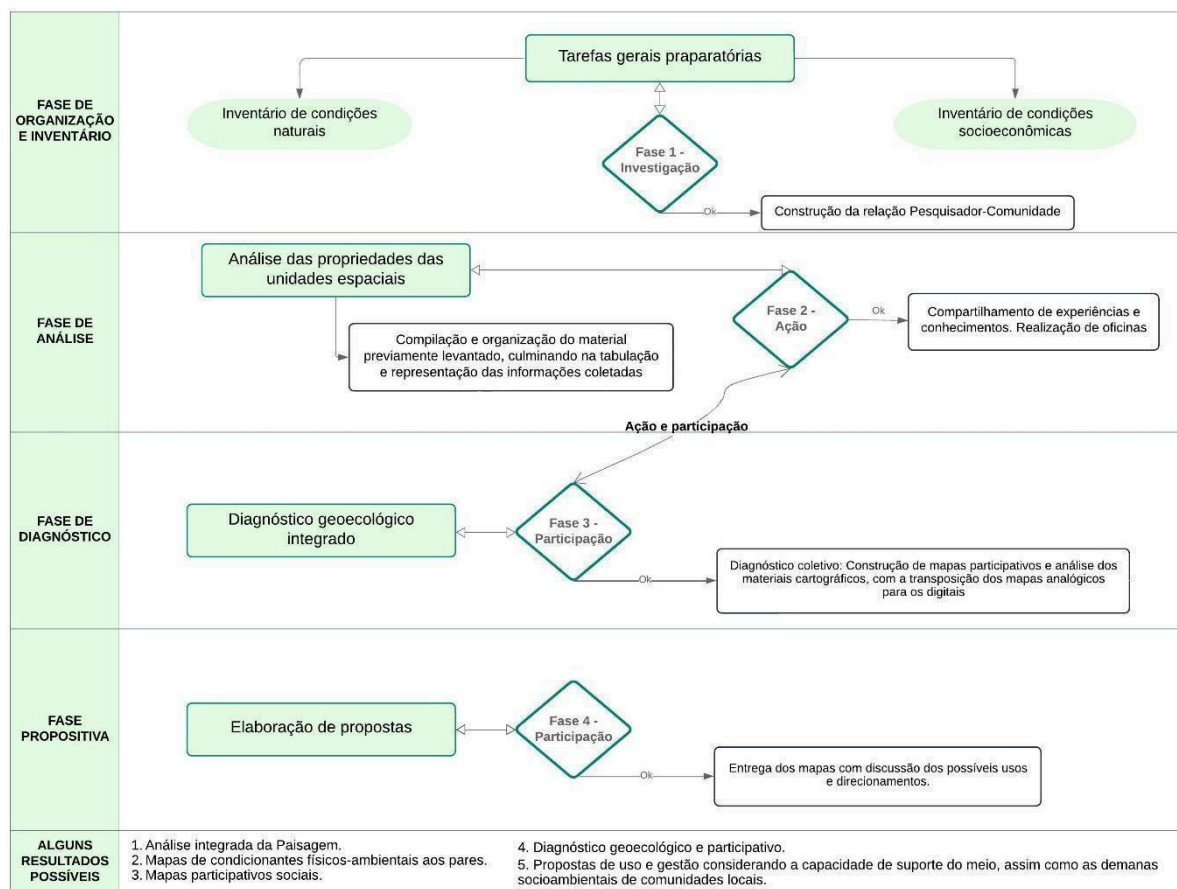 FASE DE
ORGANIZAÇÃO
E INVENTÁRIO
Tarefas gerais praparatórias
Inventário de condições
naturais
Inventário de condições
socioeconômicas
Fase 1 -
Investigação
Ok
Construção da relação Pesquisador-Comunidade
FASE DE
ANÁLISE
Análise das propriedades das
unidades espaciais
Compilação e organização do material
previamente levantado, culminando na tabulação
e representação das informações coletadas
Fase 2 -
Ação
Ok
Compartilhamento de experiências e
conhecimentos. Realização de oficinas
Ação e participação
FASE DE
DIAGNÓSTICO
Diagnóstico geoecológico
integrado
Fase 3 -
Participação
Ok
Diagnóstico coletivo: Construção de mapas participativos e análise dos
materiais cartográficos, com a transposição dos mapas analógicos
para os digitais
FASE
PROPOSITIVA
Elaboração de propostas
Fase 4 -
Participação
Ok
Entrega dos mapas com discussão dos possíveis usos
e direcionamentos.
ALGUNS
RESULTADOS
POSSÍVEIS
1. Análise integrada da Paisagem.
2. Mapas de condicionantes físicos-ambientais aos pares.
3. Mapas participativos sociais.
4. Diagnóstico geoecológico e participativo.
5. Propostas de uso e gestão considerando a capacidade de suporte do meio, assim como as demanas
socioambientais de comunidades locais.